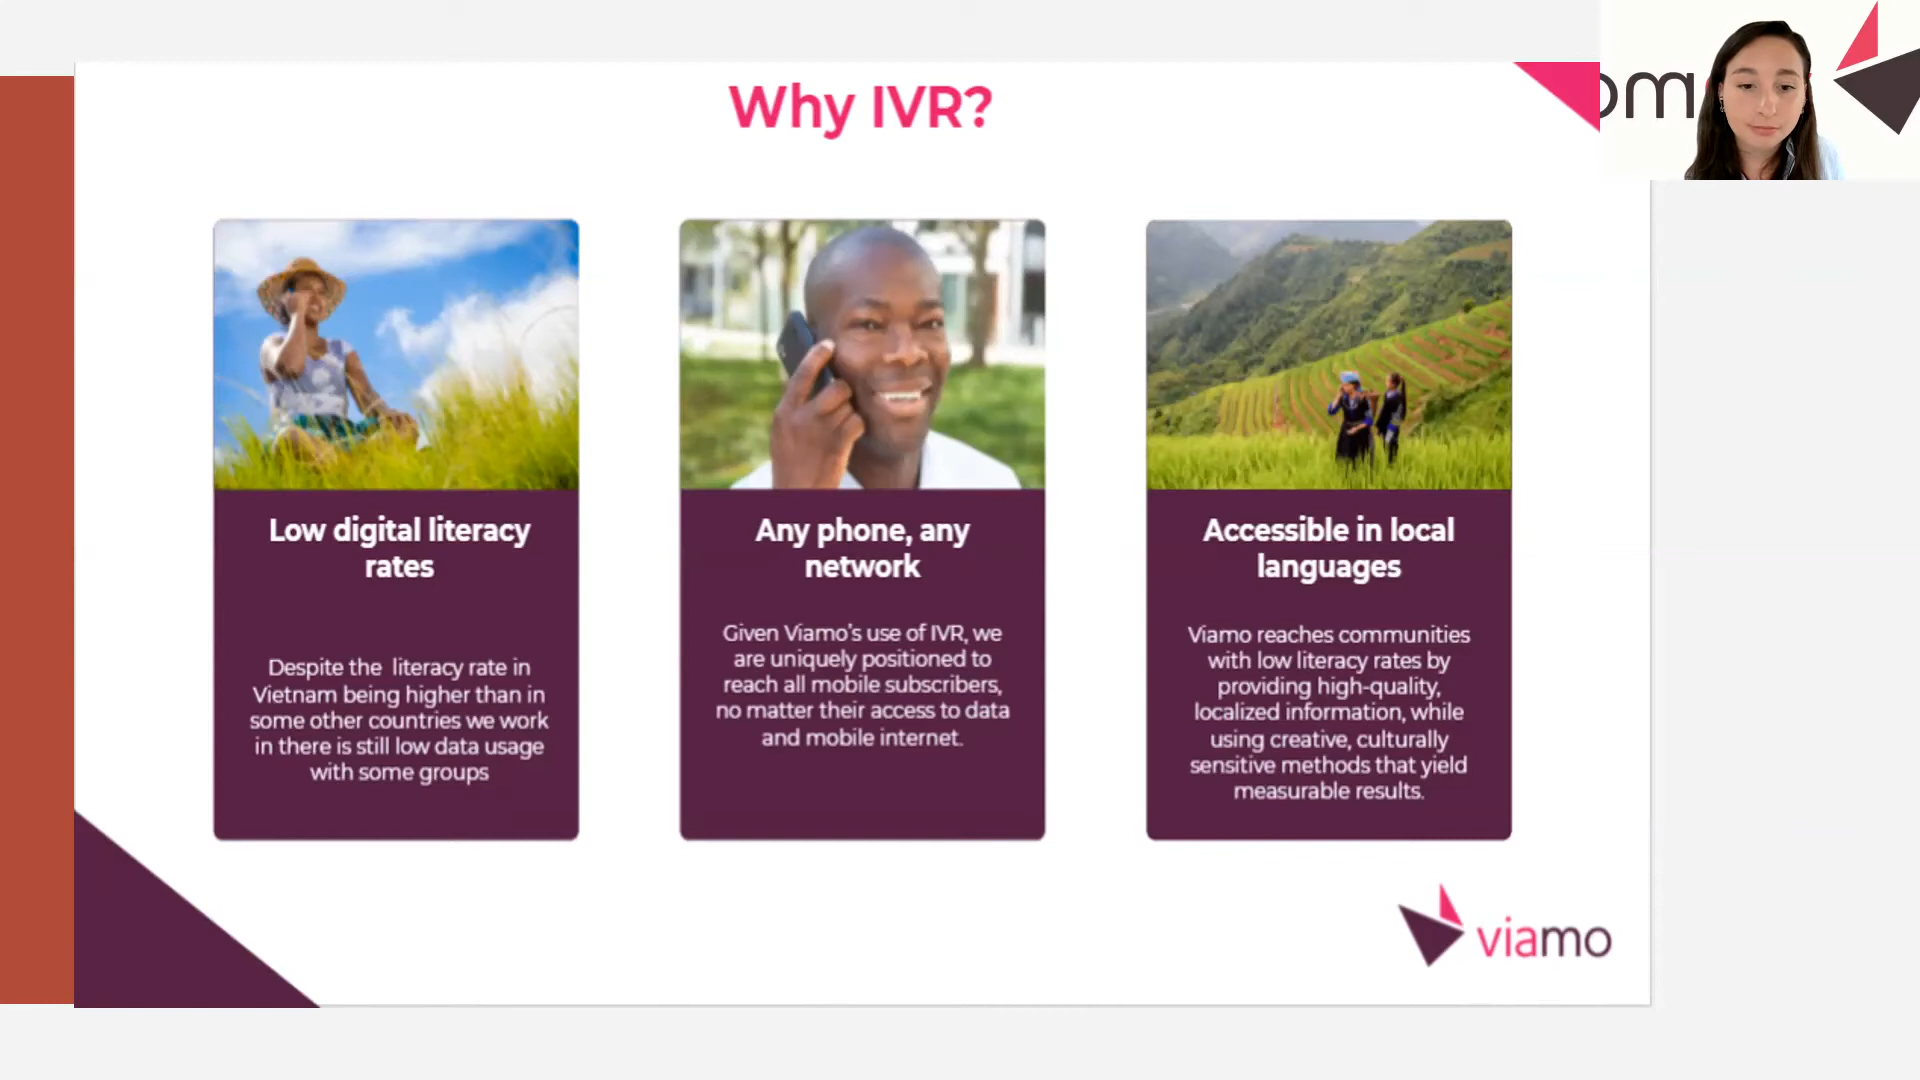 Why IVR?
om
Low digital literacy
rates
Despite the literacy rate in
Vietnam being higher than in
some other countries we work
in there is still low data usage
with some groups
Any phone, any
network
Given Viamo's use of IVR, we
are uniquely positioned to
reach all mobile subscribers,
no matter their access to data
and mobile internet.
Accessible in local
languages
Viamo reaches communities
with low literacy rates by
providing high-quality,
localized information, while
using creative, culturally
sensitive methods that yield
measurable results.
viamo